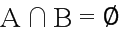 A ∩ B = ∅